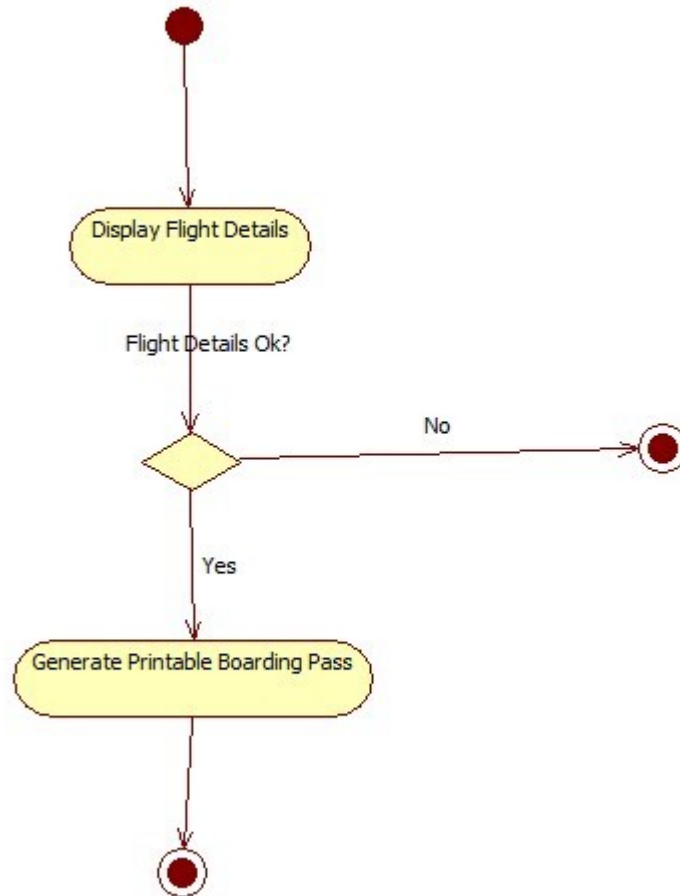 Display Flight Details
Flight Details Ok?
No
Yes
Generate Printable Boarding Pass